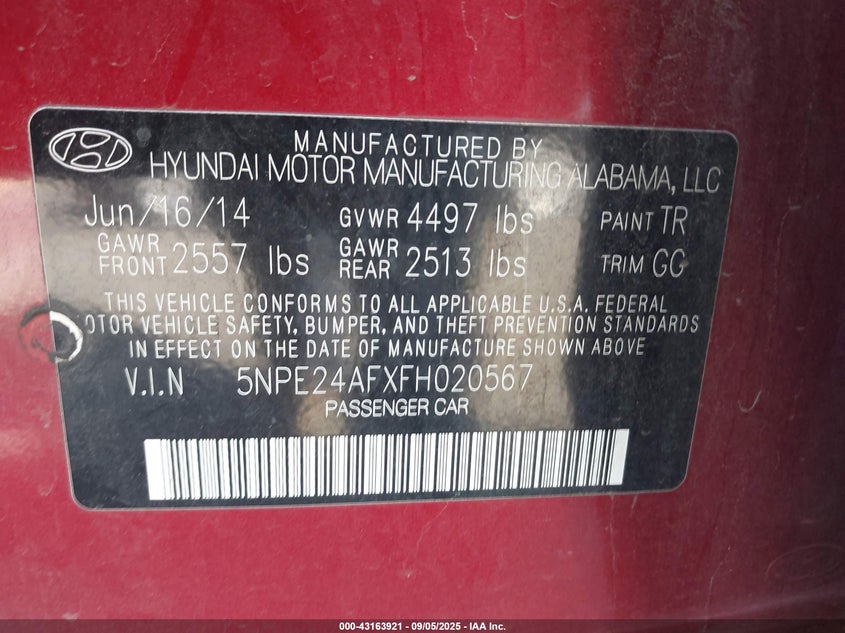 MANUFACTURED BY
HYUNDAI MOTOR MANUFACTURING ALABAMA, LLC
Jun/16/14 GVWR 4497 lbs PAINT TR
GAWR FRONT 2557 lbs GAWR REAR 2513 lbs TRIM GG
THIS VEHICLE CONFORMS TO ALL APPLICABLE U.S.A. FEDERAL
OTOR VEHICLE SAFETY, BUMPER, AND THEFT PREVENTION STANDARDS
IN EFFECT ON THE DATE OF MANUFACTURE SHOWN ABOVE
V.I.N 5NPE24AFXFH020567
PASSENGER CAR
000-43163921 - 09/05/2025 - IAA Inc.